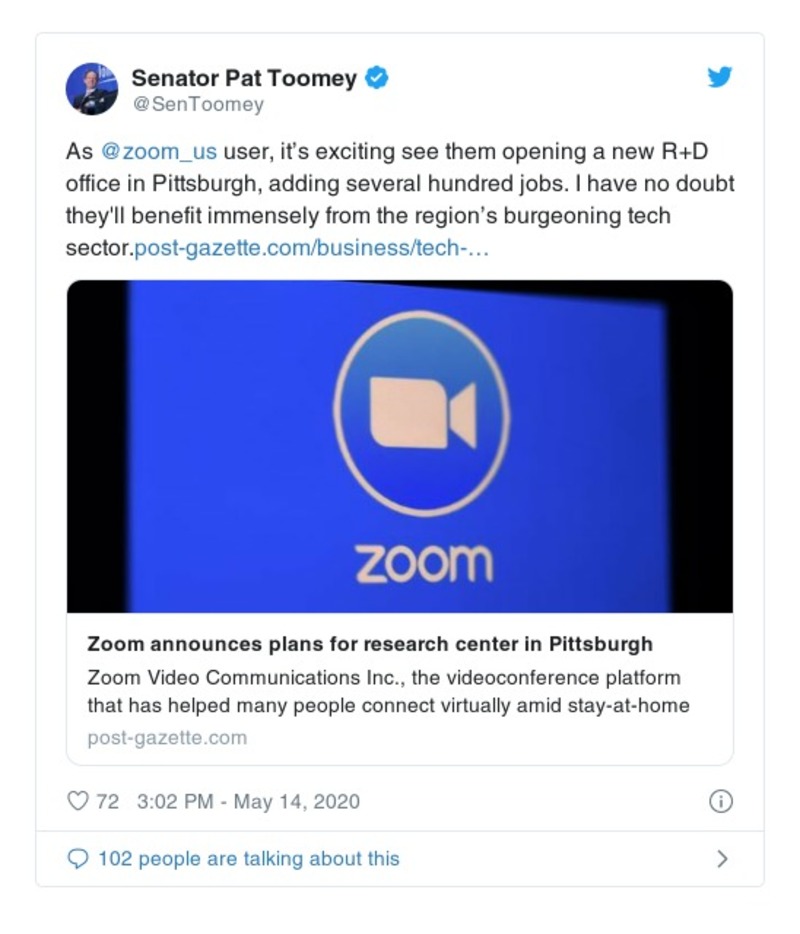 Senator Pat Toomey
@SenToomey
As @zoom_us user, it’s exciting see them opening a new R+D
office in Pittsburgh, adding several hundred jobs. I have no doubt
they'll benefit immensely from the region’s burgeoning tech
sector.post-gazette.com/business/tech-…
zoom
Zoom announces plans for research center in Pittsburgh
Zoom Video Communications Inc., the videoconference platform
that has helped many people connect virtually amid stay-at-home
post-gazette.com
72 3:02 PM - May 14, 2020
102 people are talking about this